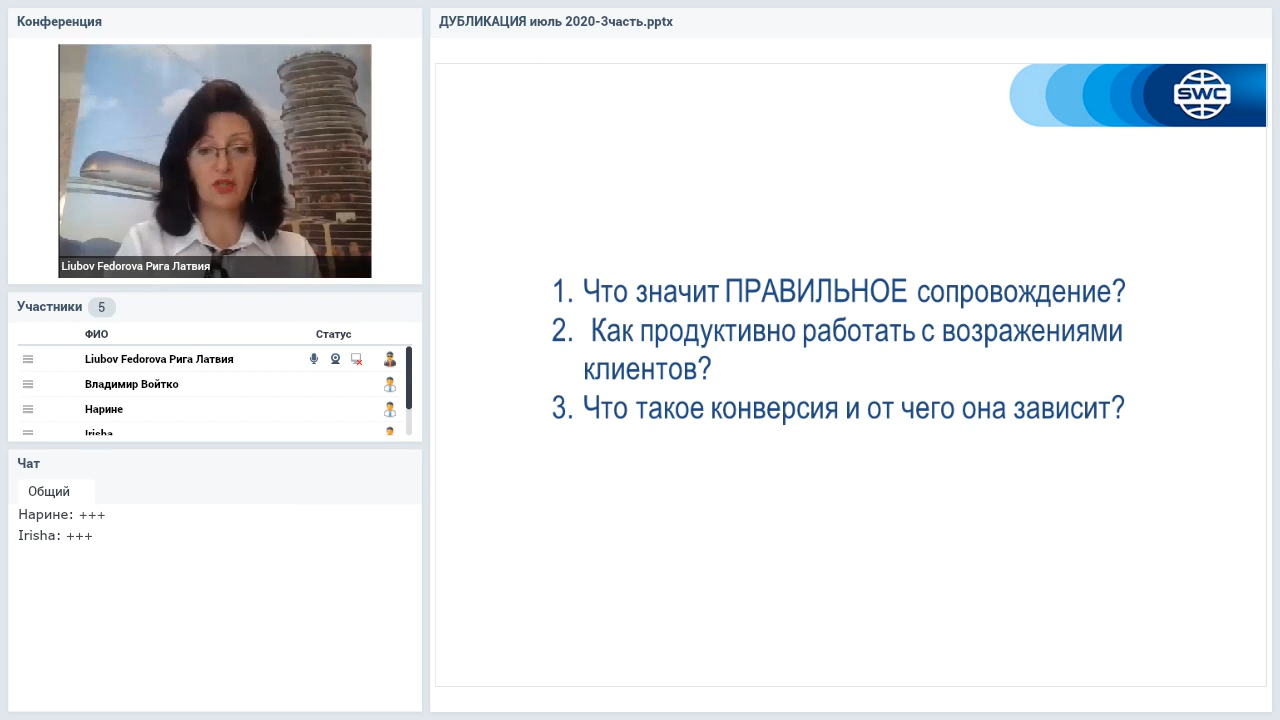 Конференция
Liubov Fedorova Рига Латвия
Участники 5
ФИО Статус
Liubov Fedorova Рига Латвия
Владимир Войтко
Нарине
Irisha
Чат
Общий
Нарине: +++
Irisha: +++
ДУБЛИКАЦИЯ июль 2020-3часть.pptx
SWC
1. Что значит ПРАВИЛЬНОЕ сопровождение?
2. Как продуктивно работать с возражениями
клиентов?
3. Что такое конверсия и от чего она зависит?